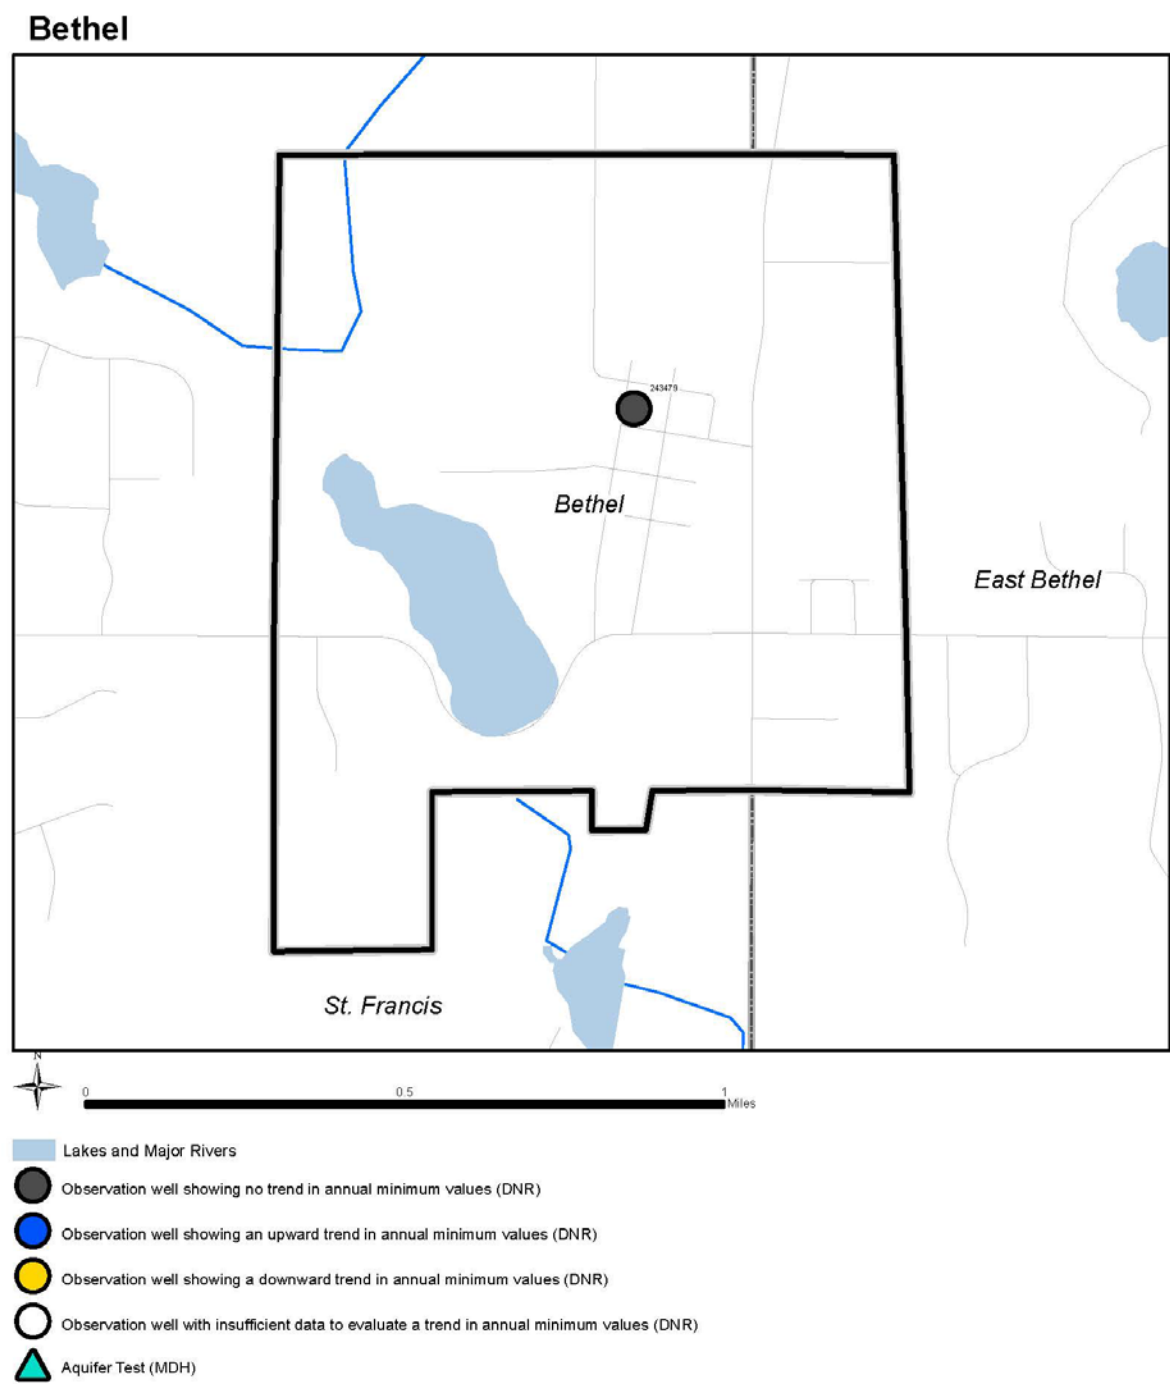 Bethel
243479
Bethel
East Bethel
St. Francis
N
0 0.5 1
Miles
Lakes and Major Rivers
Observation well showing no trend in annual minimum values (DNR)
Observation well showing an upward trend in annual minimum values (DNR)
Observation well showing a downward trend in annual minimum values (DNR)
Observation well with insufficient data to evaluate a trend in annual minimum values (DNR)
Aquifer Test (MDH)